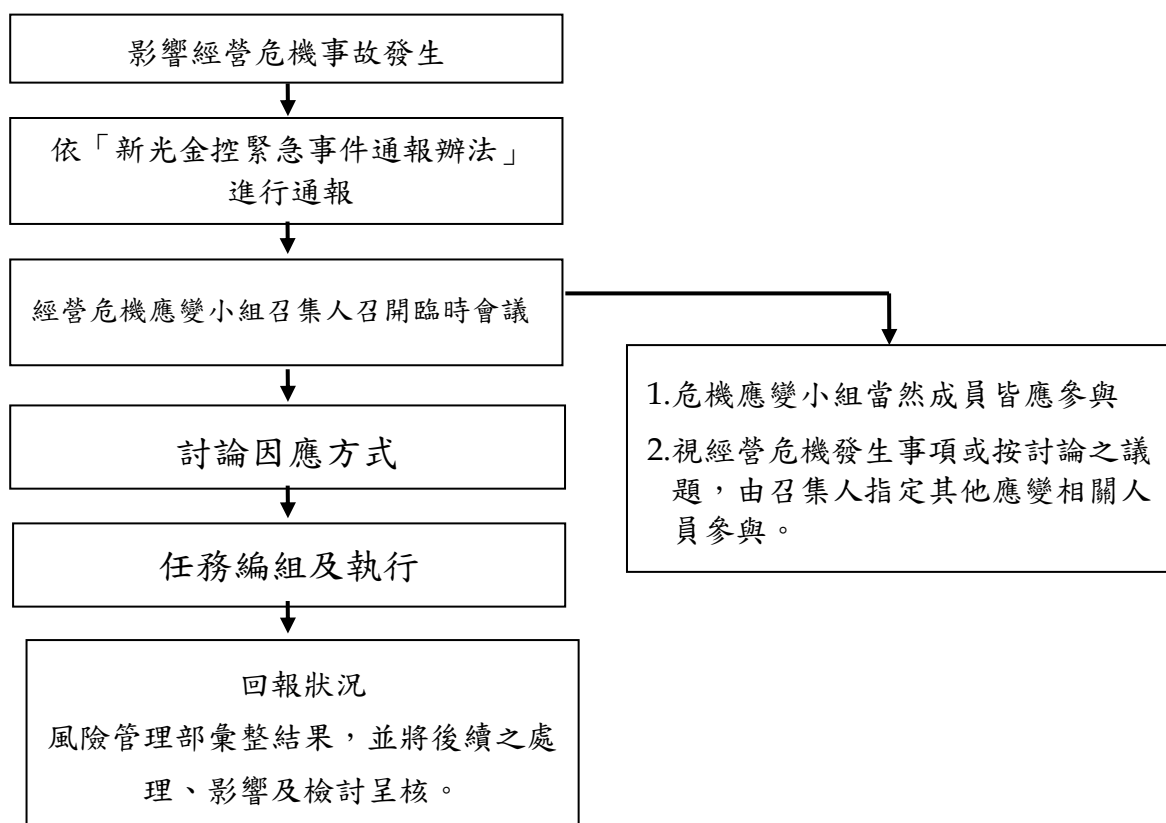 影響經營危機事故發生
依「新光金控緊急事件通報辦法」
進行通報
經營危機應變小組召集人召開臨時會議
1.危機應變小組當然成員皆應參與
2.視經營危機發生事項或按討論之議
題，由召集人指定其他應變相關人
員參與。
討論因應方式
任務編組及執行
回報狀況
風險管理部彙整結果，並將後續之處
理、影響及檢討呈核。